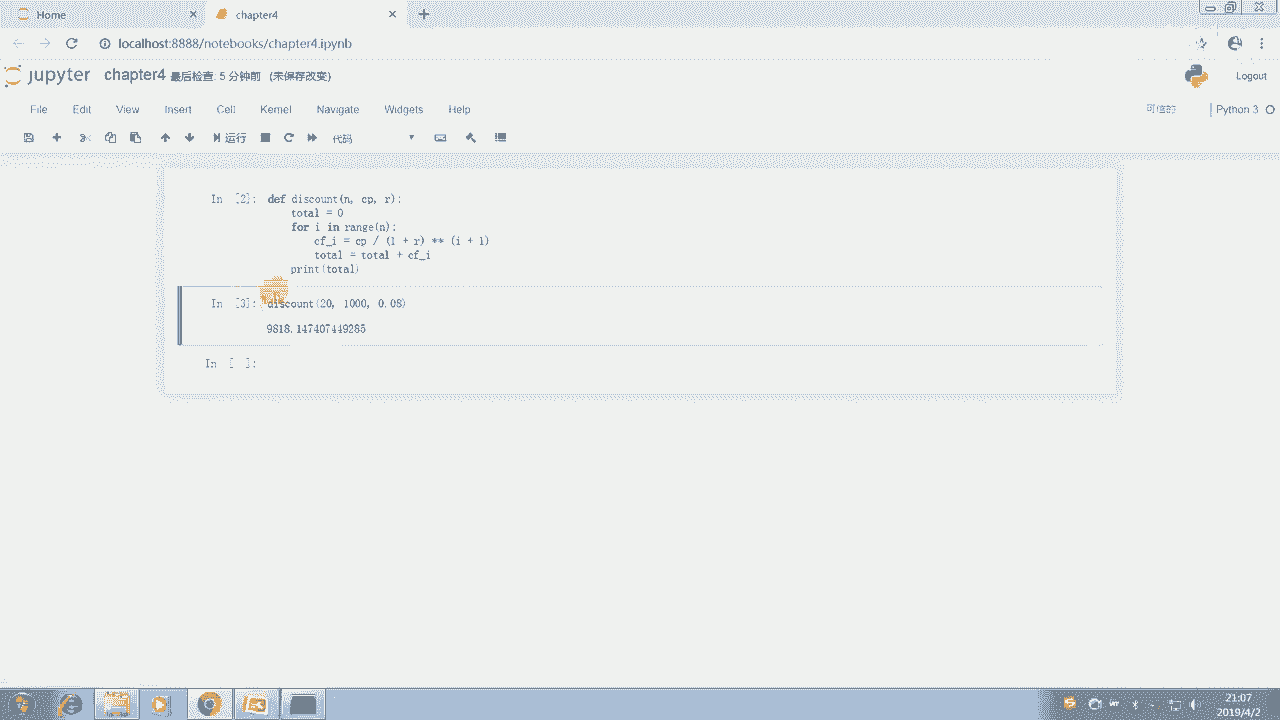 Home
chapter4
localhost:8888/notebooks/chapter4.ipynb
jupyter chapter4 最后检查: 5 分钟前 (未保存改变)
Logout
File Edit View Insert Cell Kernel Navigate Widgets Help
可信的
Python 3
运行
代码
In [2]: def discount(n, cp, r):
total = 0
for i in range(n):
cf_i = cp / (1 + r) ** (i + 1)
total = total + cf_i
print(total)
In [3]: discount(20, 1000, 0.08)
9818.147407449285
In [ ]:
21:07
2019/4/2